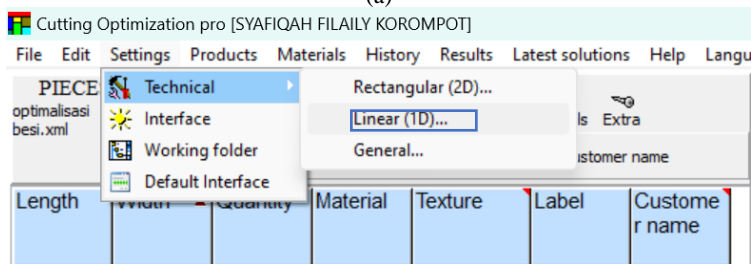 (a)
Cutting Optimization pro [SYAFIQAH FILAILY KOROMPOT]
File Edit Settings Products Materials History Results Latest solutions Help Langu
PIECE
optimalisasi
besi.xml
Technical
Rectangular (2D)...
Interface
Linear (1D)...
ls Extra
Working folder
General...
ustomer name
Default Interface
Length Width Quantity Material Texture Label Custome
r name